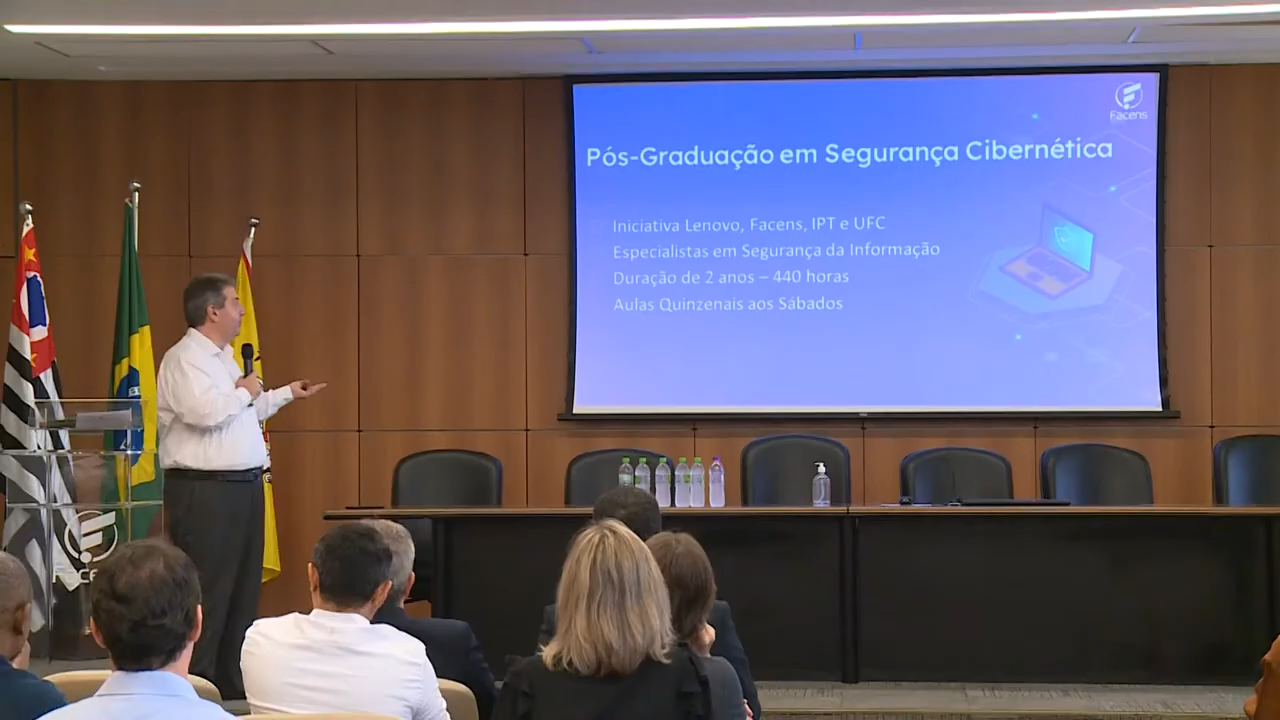 Facens
Pós-Graduação em Segurança Cibernética
Iniciativa Lenovo, Facens, IPT e UFC
Especialistas em Segurança da Informação
Duração de 2 anos – 440 horas
Aulas Quinzenais aos Sábados